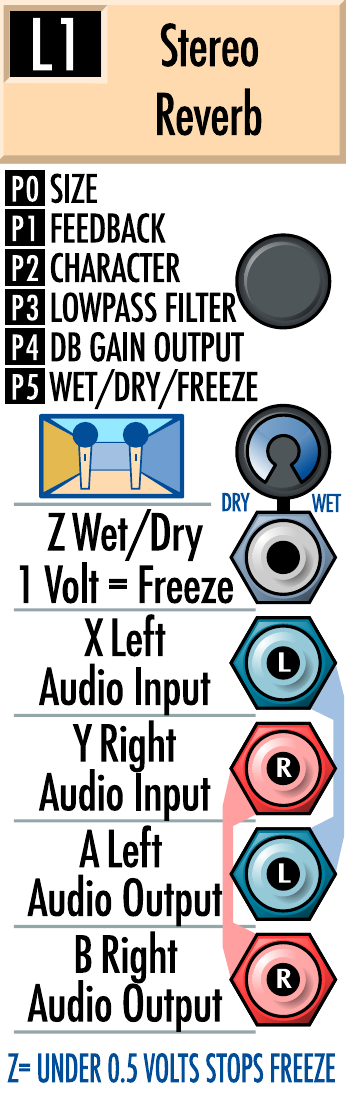 L1
Stereo
Reverb
P0 SIZE
P1 FEEDBACK
P2 CHARACTER
P3 LOWPASS FILTER
P4 DB GAIN OUTPUT
P5 WET/DRY/FREEZE
DRY WET
Z Wet/Dry
1 Volt = Freeze
X Left
Audio Input
L
Y Right
Audio Input
R
A Left
Audio Output
L
B Right
Audio Output
R
Z= UNDER 0.5 VOLTS STOPS FREEZE